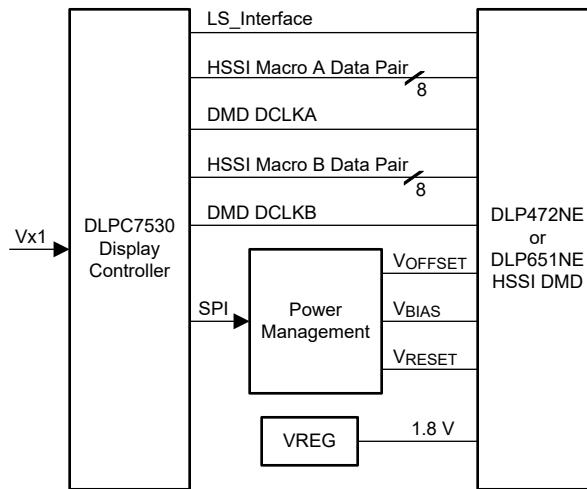 LS_Interface
HSSI Macro A Data Pair
8
DMD DCLKA
HSSI Macro B Data Pair
8
DMD DCLKB
Vx1
DLPC7530
Display
Controller
SPI
Power
Management
VOFFSET
VBIAS
VRESET
VREG
1.8 V
DLP472NE
or
DLP651NE
HSSI DMD